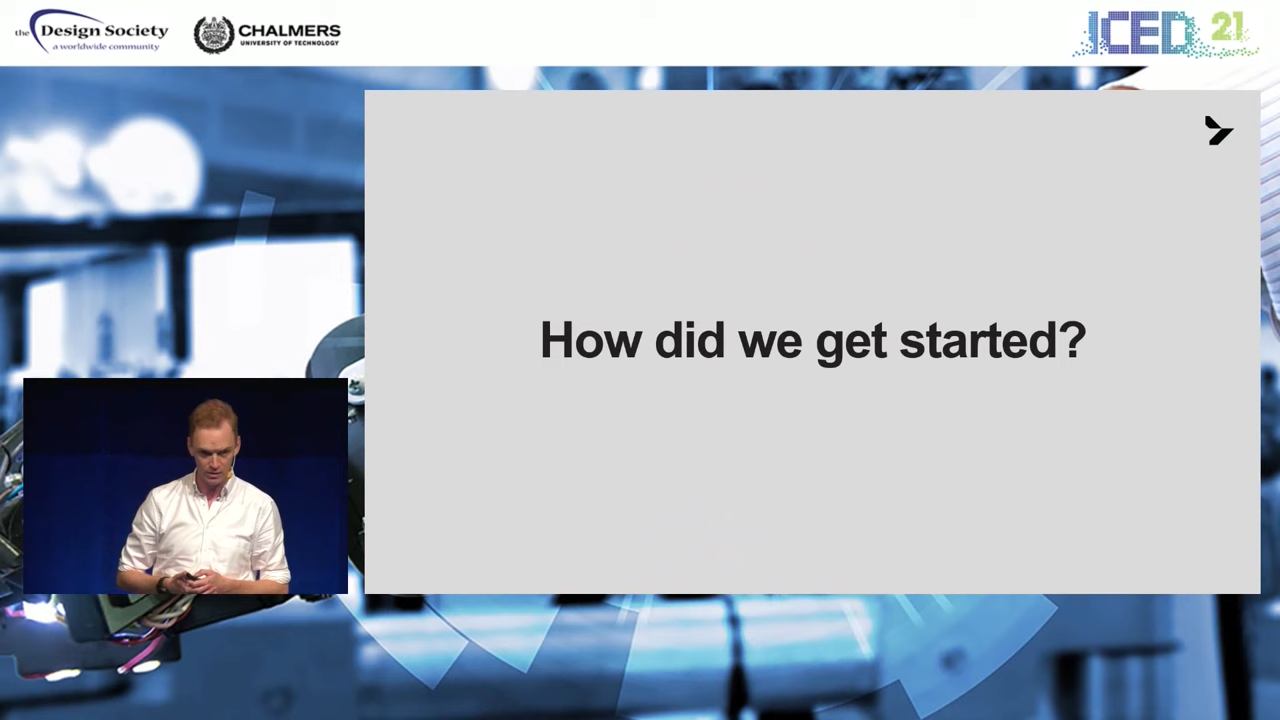 the Design Society
a worldwide community
CHALMERS
UNIVERSITY OF TECHNOLOGY
ICED 21
How did we get started?